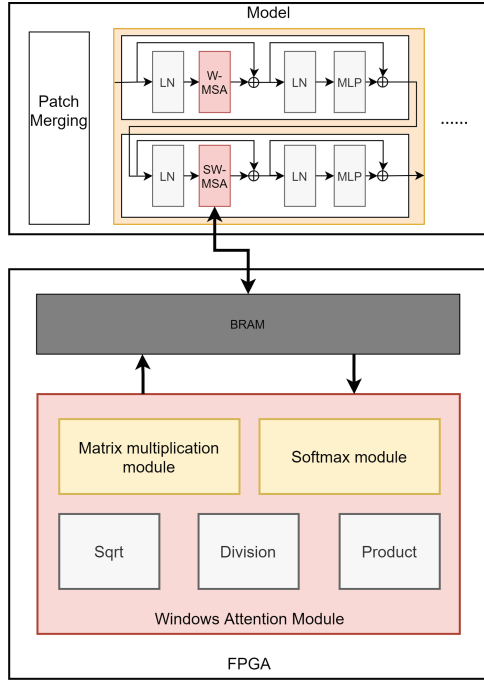 Model
Patch
Merging
LN
W-
MSA
LN
MLP
......
LN
SW-
MSA
LN
MLP
BRAM
Matrix multiplication
module
Softmax module
Sqrt
Division
Product
Windows Attention Module
FPGA